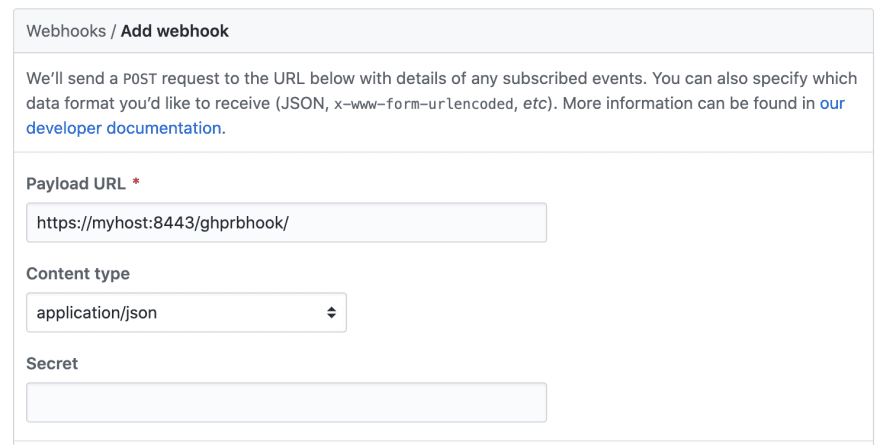 Webhooks / Add webhook
We’ll send a POST request to the URL below with details of any subscribed events. You can also specify which
data format you’d like to receive (JSON, x-www-form-urlencoded, etc). More information can be found in our
developer documentation.
Payload URL *
https://myhost:8443/ghprbhook/
Content type
application/json
Secret